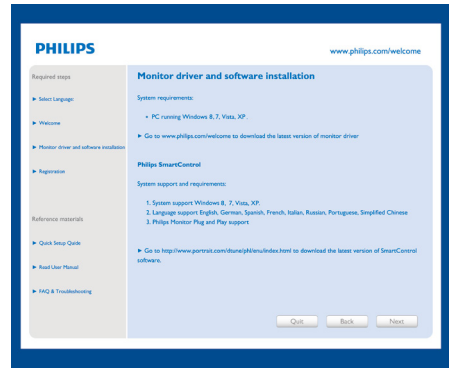 PHILIPS
www.philips.com/welcome
Required steps
▶ Select Language
▶ Welcome
▶ Monitor driver and software installation
▶ Registration
Reference materials
▶ Quick Setup Guide
▶ Read User Manual
▶ FAQ & Troubleshooting
Monitor driver and software installation
System requirements:
• PC running Windows 8, 7, Vista, XP .
▶ Go to www.philips.com/welcome to download the latest version of monitor driver
Philips SmartControl
System support and requirements:
1. System support Windows 8, 7, Vista, XP.
2. Language support English, German, Spanish, French, Italian, Russian, Portuguese, Simplified Chinese
3. Philips Monitor Plug and Play support
▶ Go to http://www.portrait.com/dtune/phl/enu/index.html to download the latest version of SmartControl
software.
Quit
Back
Next